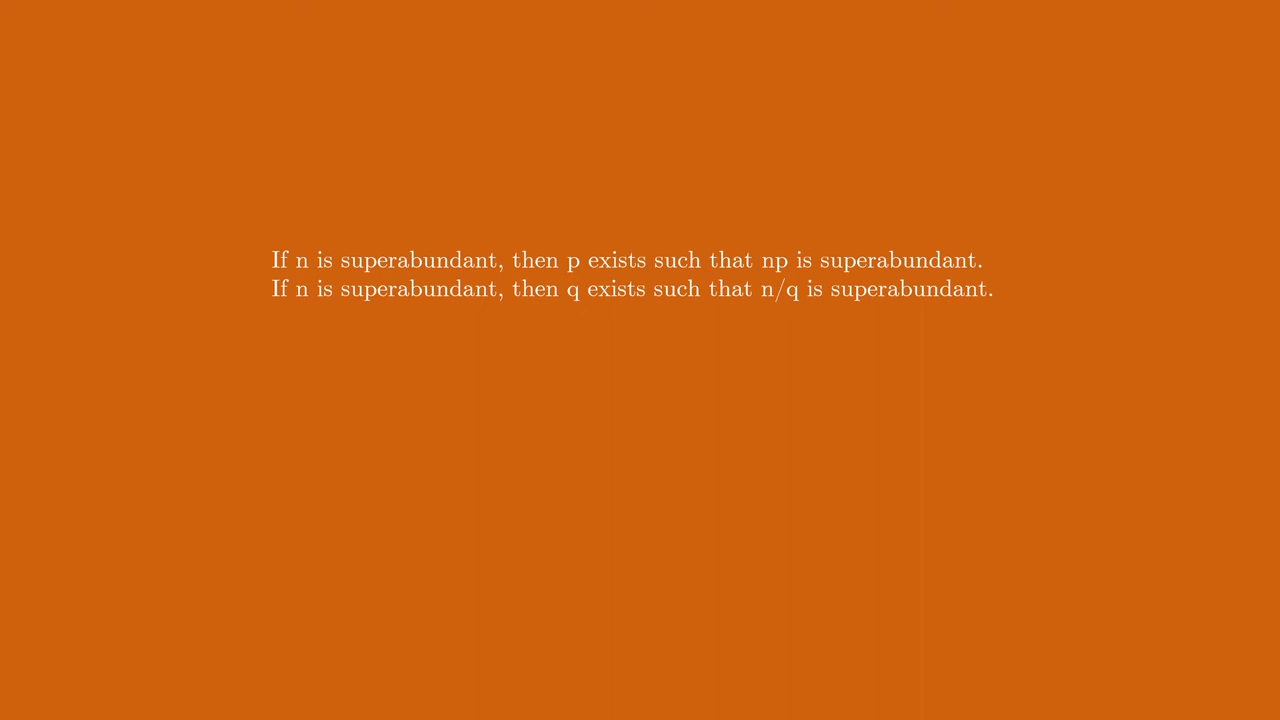 If n is superabundant, then p exists such that np is superabundant.
If n is superabundant, then q exists such that n/q is superabundant.